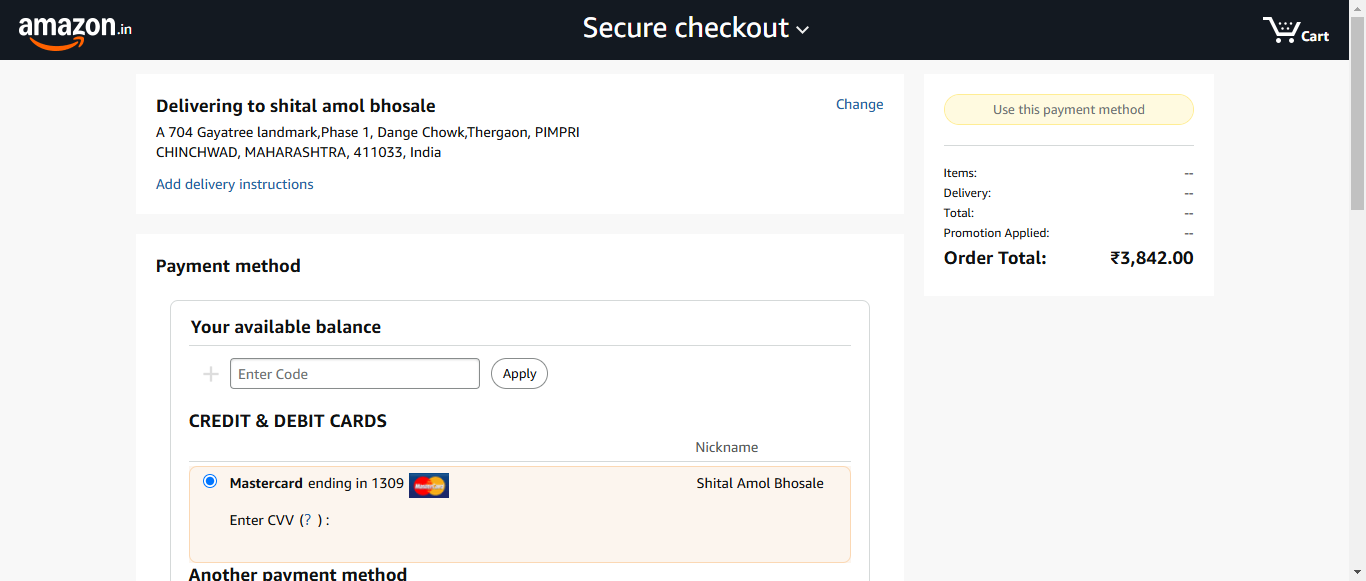 amazon.in
Secure checkout
Cart
Delivering to shital amol bhosale
Change
A 704 Gayatree landmark,Phase 1, Dange Chowk,Thergaon, PIMPRI
CHINCHWAD, MAHARASHTRA, 411033, India
Add delivery instructions
Use this payment method
Items: --
Delivery: --
Total: --
Promotion Applied: --
Order Total: ₹3,842.00
Payment method
Your available balance
Enter Code
Apply
CREDIT & DEBIT CARDS
Nickname
Mastercard ending in 1309 MasterCard Shital Amol Bhosale
Enter CVV (? ) :
Another payment method